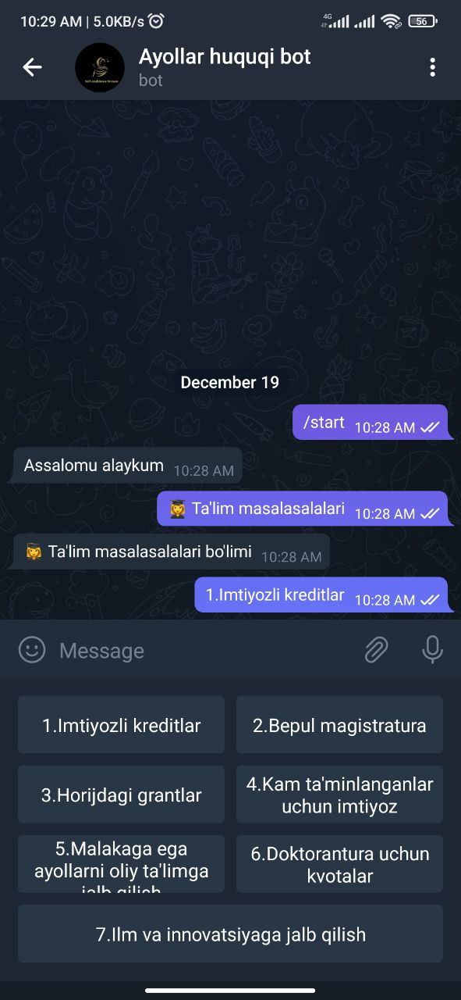 10:29 AM | 5.0KB/s
4G
56
Ayollar huquqi bot
bot
December 19
/start 10:28 AM
Assalomu alaykum 10:28 AM
👩‍🎓 Ta'lim masalasalalari 10:28 AM
👩‍🎓 Ta'lim masalasalalari bo'limi 10:28 AM
1.Imtiyozli kreditlar 10:28 AM
Message
1.Imtiyozli kreditlar
2.Bepul magistratura
3.Horijdagi grantlar
4.Kam ta'minlanganlar
uchun imtiyoz
5.Malakaga ega
ayollarni oliy ta'limga
jalb qilish
6.Doktorantura uchun
kvotalar
7.Ilm va innovatsiyaga jalb qilish